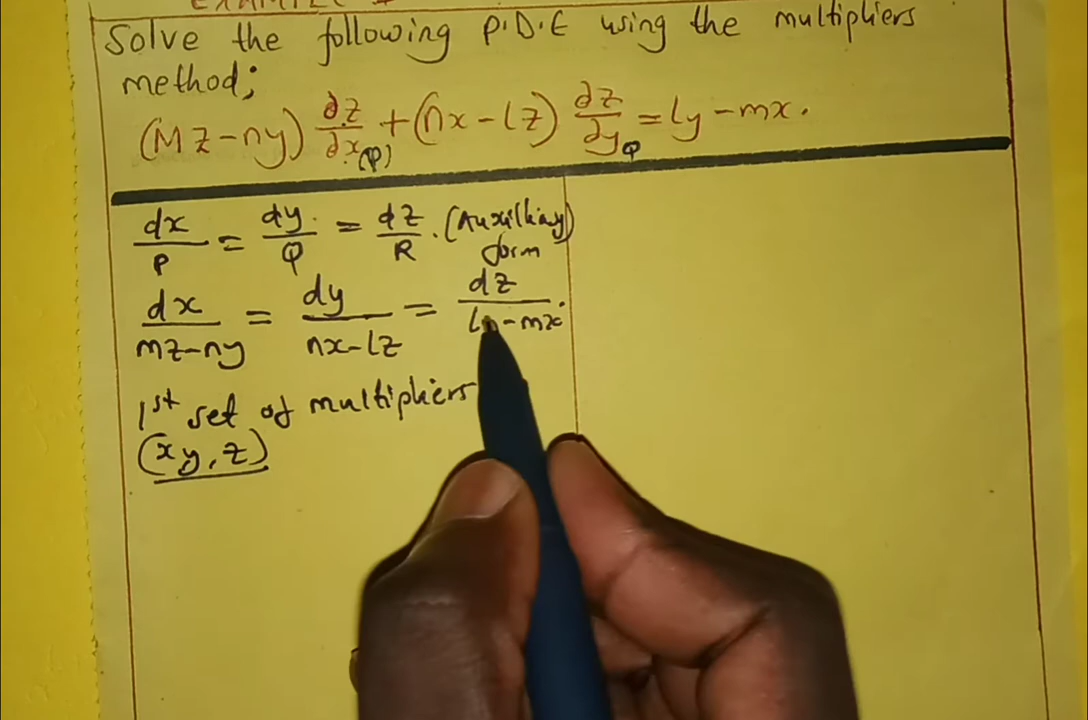 Solve the following P.D.E using the multipliers
method;
(Mz-ny) ∂z/∂x (P) + (nx-lz) ∂z/∂y Q = ly-mx.
dx/P = dy/Q = dz/R. (Auxilliary form)
dx/mz-ny = dy/nx-lz = dz/ly-mx.
1st set of multipliers
(x,y,z)